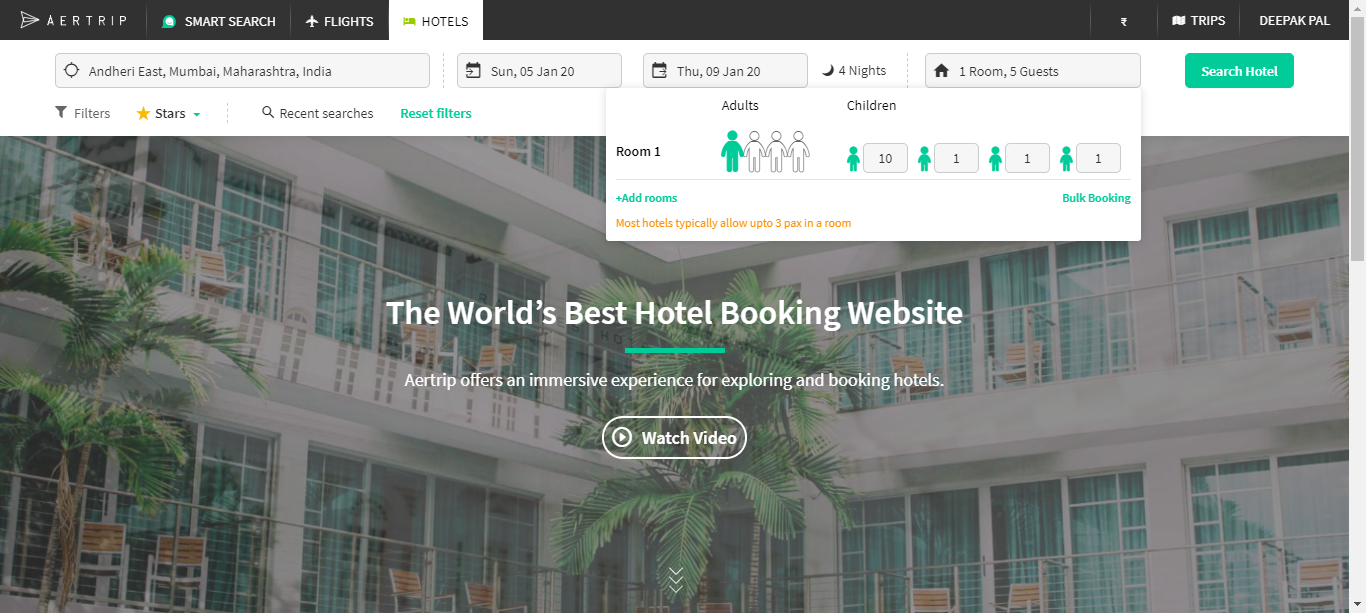 AERTRIP SMART SEARCH FLIGHTS HOTELS ₹ TRIPS DEEPAK PAL
Andheri East, Mumbai, Maharashtra, India Sun, 05 Jan 20 Thu, 09 Jan 20 4 Nights 1 Room, 5 Guests Search Hotel
Filters Stars Recent searches Reset filters
Adults Children
Room 1 10 1 1 1
+Add rooms Bulk Booking
Most hotels typically allow upto 3 pax in a room
The World's Best Hotel Booking Website
Aertrip offers an immersive experience for exploring and booking hotels.
Watch Video